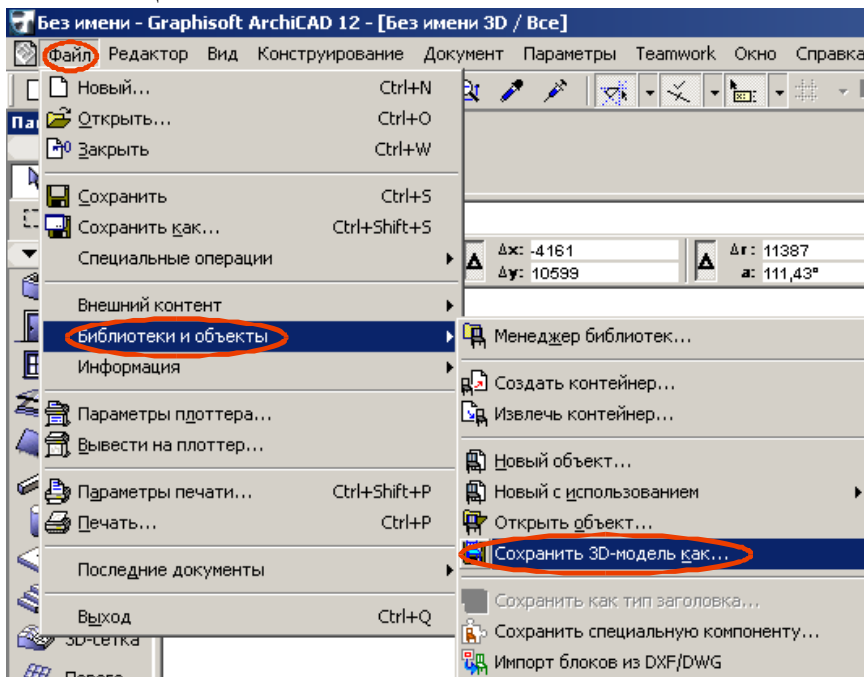 Без имени - Graphisoft ArchiCAD 12 - [Без имени 3D / Все]
Файл Редактор Вид Конструирование Документ Параметры Teamwork Окно Справка
Новый... Ctrl+N
Открыть... Ctrl+O
Закрыть Ctrl+W
Сохранить Ctrl+S
Сохранить как... Ctrl+Shift+S
Специальные операции
Δx: -4161 Δr: 11387
Δy: 10599 a: 111,43°
Внешний контент
Библиотеки и объекты
Менеджер библиотек...
Информация
Создать контейнер...
Извлечь контейнер...
Параметры плоттера...
Вывести на плоттер...
Новый объект...
Новый с использованием
Параметры печати... Ctrl+Shift+P
Печать... Ctrl+P
Открыть объект...
Сохранить 3D-модель как...
Последние документы
Сохранить как тип заголовка...
Выход Ctrl+Q
Сохранить специальную компоненту...
3D-сетка
Импорт блоков из DXF/DWG